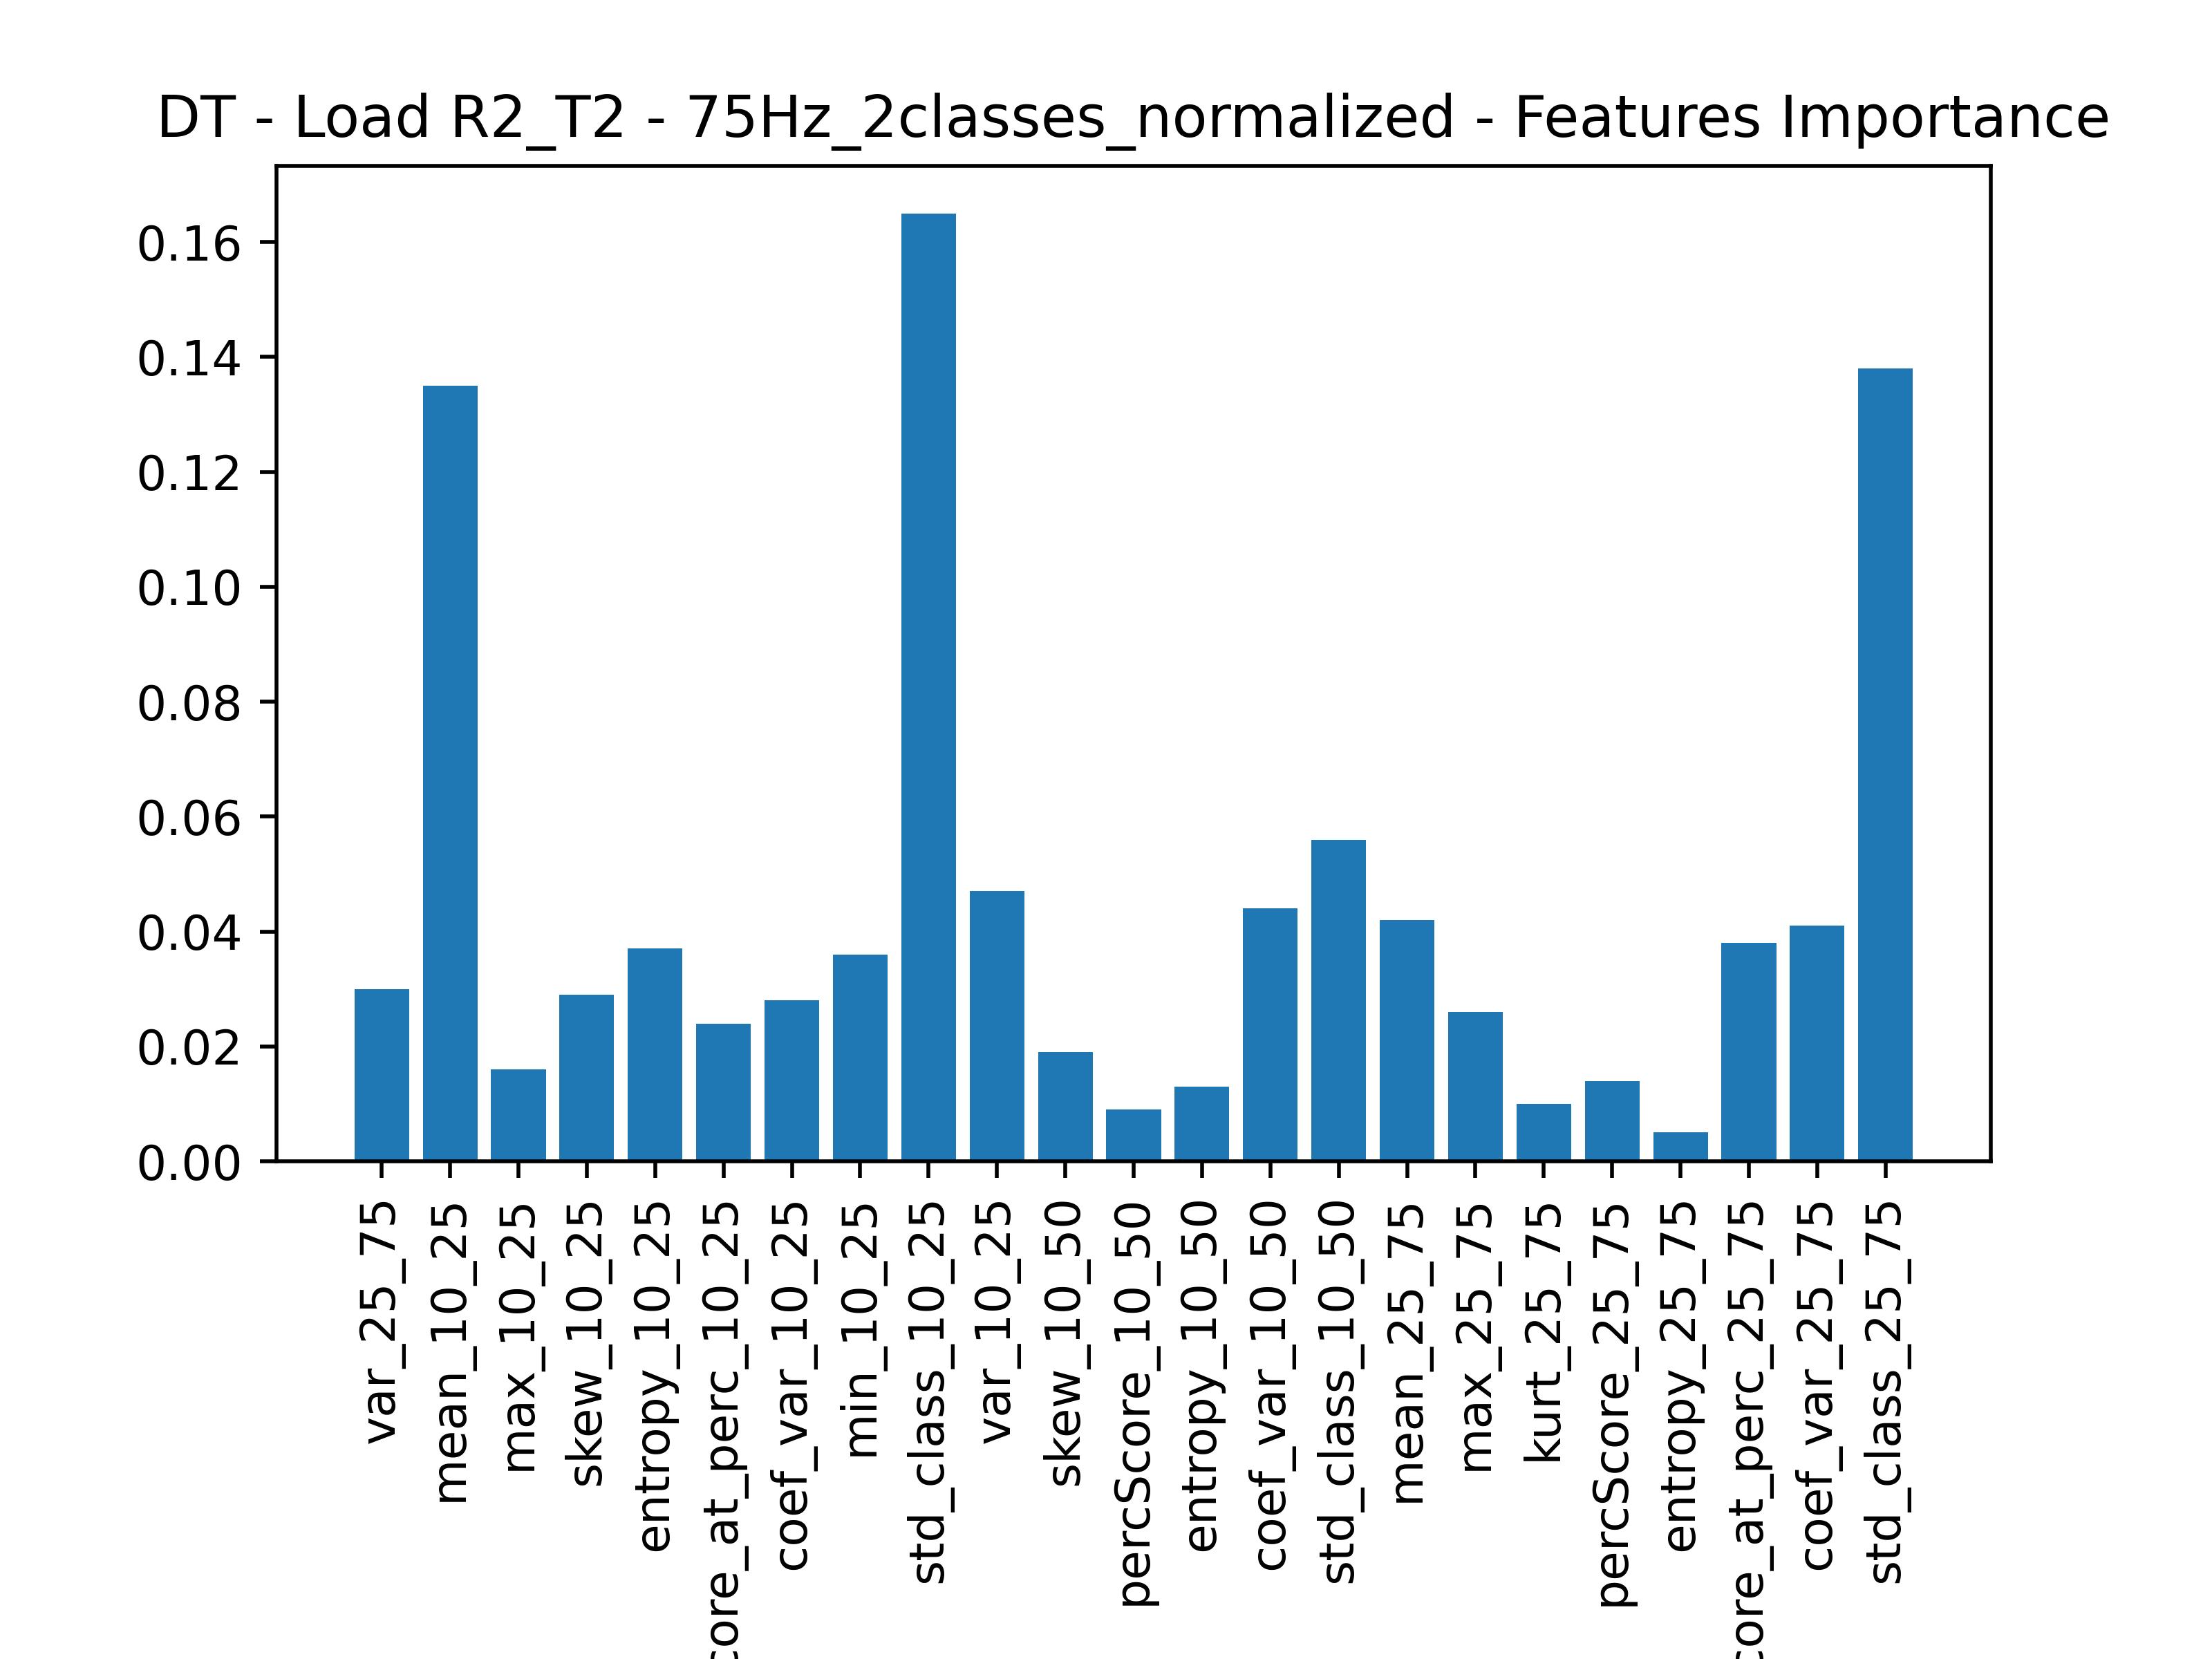 DT - Load R2_T2 - 75Hz_2classes_normalized - Features Importance
0.16
0.14
0.12
0.10
0.08
0.06
0.04
0.02
0.00
var_25_75
mean_10_25
max_10_25
skew_10_25
entropy_10_25
core_at_perc_10_25
coef_var_10_25
min_10_25
std_class_10_25
var_10_25
skew_10_50
percScore_10_50
entropy_10_50
coef_var_10_50
std_class_10_50
mean_25_75
max_25_75
kurt_25_75
percScore_25_75
entropy_25_75
core_at_perc_25_75
coef_var_25_75
std_class_25_75